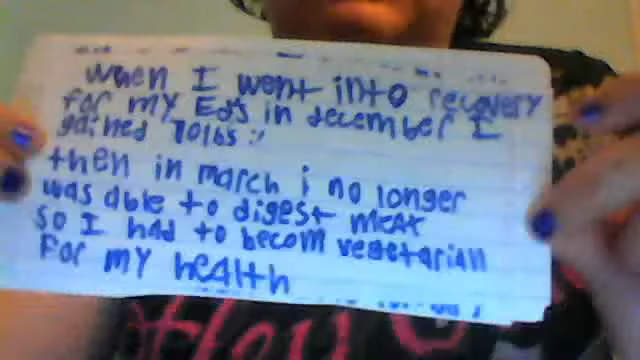 when I went into recovery
for my EDs in december I
gained 70lbs :'
then in march i no longer
was able to digest meat
so I had to becom vegetarian
for my health